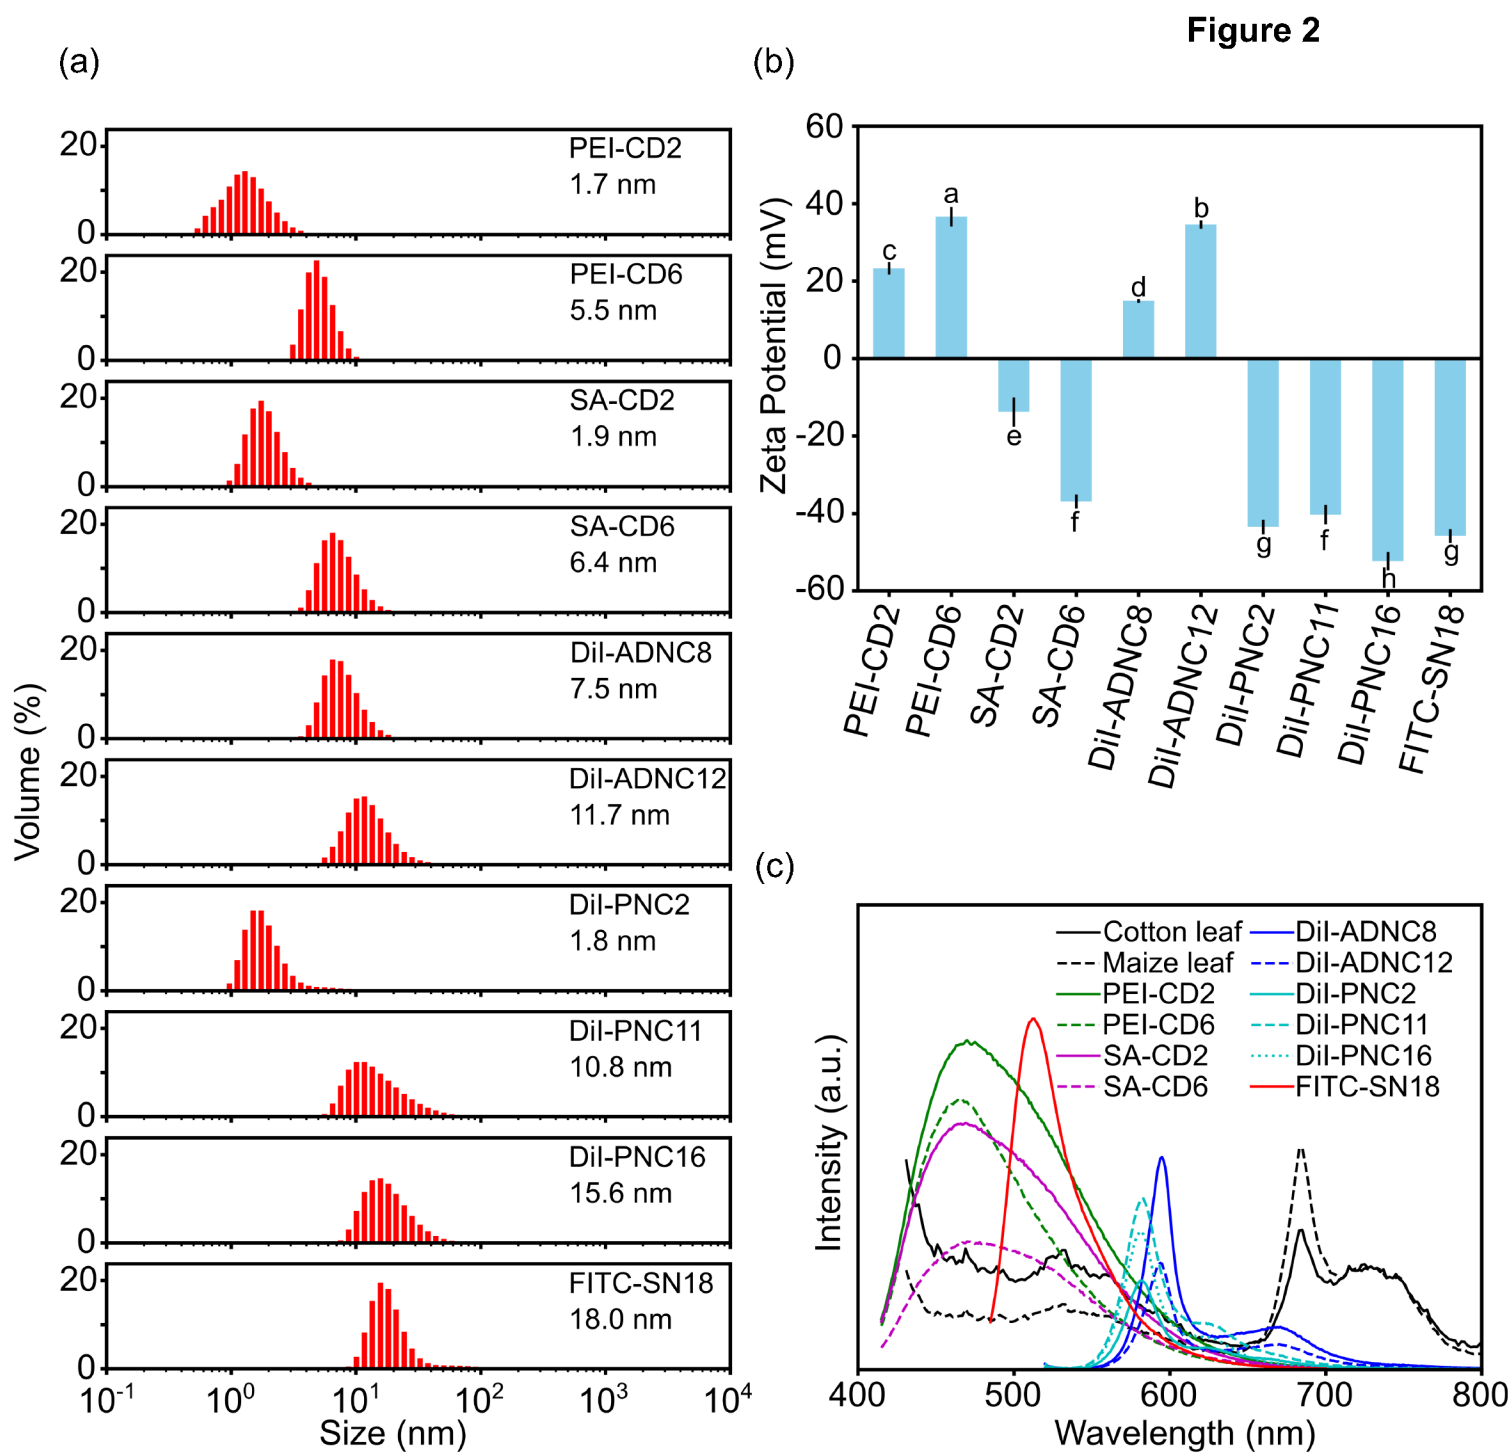 Figure 2
(a)
20
0
PEI-CD2
1.7 nm
20
0
PEI-CD6
5.5 nm
20
0
SA-CD2
1.9 nm
20
0
SA-CD6
6.4 nm
20
0
DiI-ADNC8
7.5 nm
20
0
DiI-ADNC12
11.7 nm
20
0
DiI-PNC2
1.8 nm
20
0
DiI-PNC11
10.8 nm
20
0
DiI-PNC16
15.6 nm
20
0
FITC-SN18
18.0 nm
10-1 100 101 102 103 104
Size (nm)
Volume (%)
(b)
60
40
20
0
-20
-40
-60
Zeta Potential (mV)
c
a
e
f
d
b
g
f
h
g
PEI-CD2
PEI-CD6
SA-CD2
SA-CD6
DiI-ADNC8
DiI-ADNC12
DiI-PNC2
DiI-PNC11
DiI-PNC16
FITC-SN18
(c)
Cotton leaf
Maize leaf
PEI-CD2
PEI-CD6
SA-CD2
SA-CD6
DiI-ADNC8
DiI-ADNC12
DiI-PNC2
DiI-PNC11
DiI-PNC16
FITC-SN18
Intensity (a.u.)
400 500 600 700 800
Wavelength (nm)